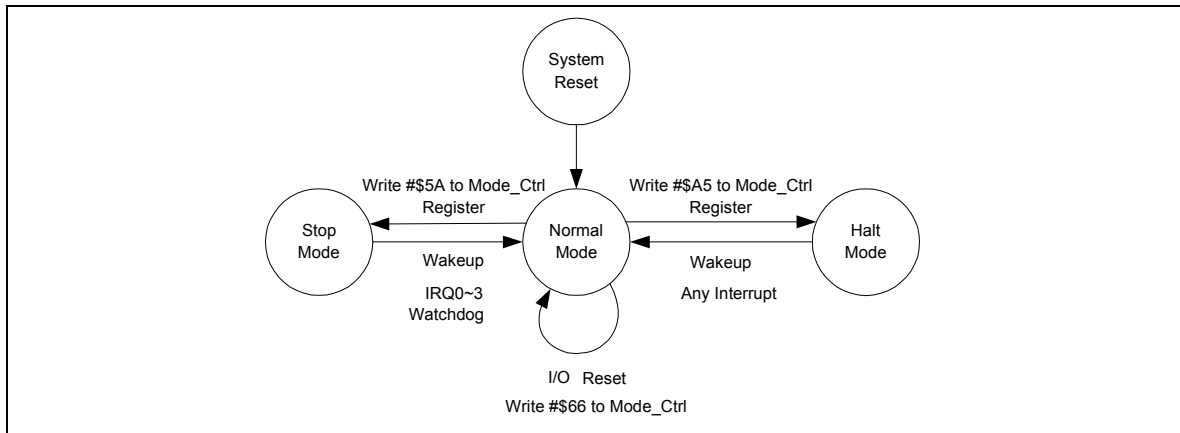 System
Reset
Write #$5A to Mode_Ctrl
Register
Write #$A5 to Mode_Ctrl
Register
Stop
Mode
Normal
Mode
Halt
Mode
Wakeup
IRQ0~3
Watchdog
Wakeup
Any Interrupt
I/O Reset
Write #$66 to Mode_Ctrl